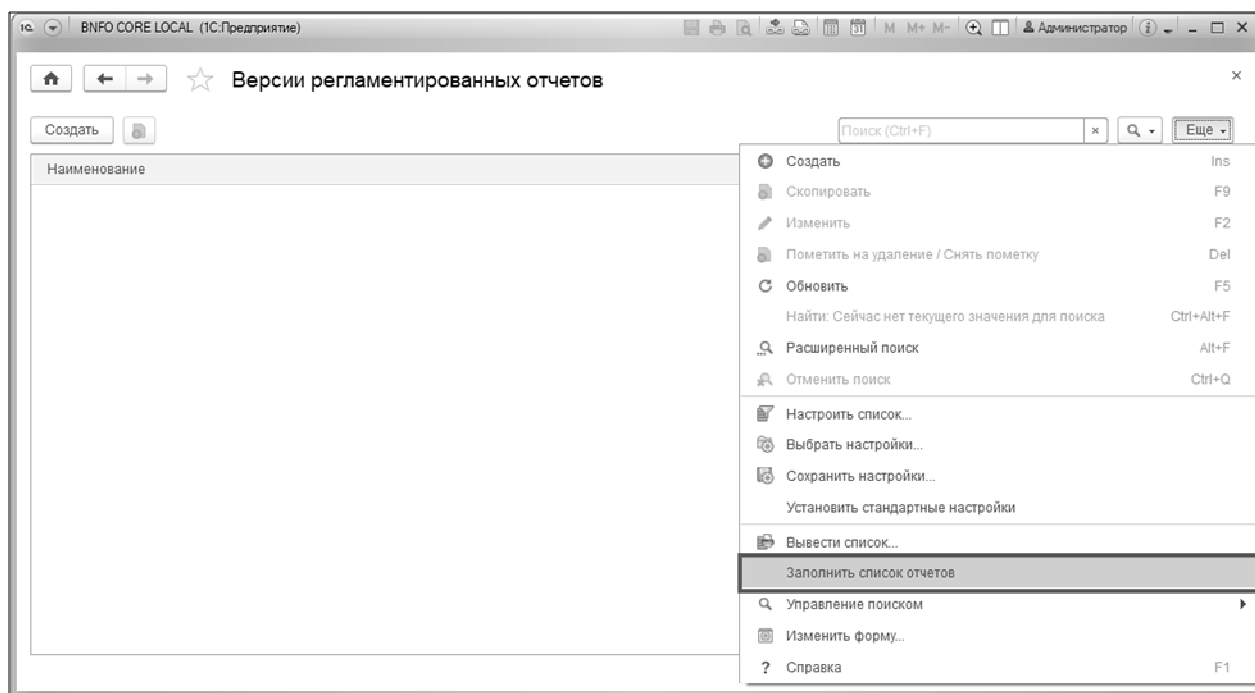 1С BNFO CORE LOCAL (1С:Предприятие) 31 M M+ M- Администратор
Версии регламентированных отчетов
Создать Поиск (Ctrl+F) Еще
Наименование
Создать Ins
Скопировать F9
Изменить F2
Пометить на удаление / Снять пометку Del
Обновить F5
Найти: Сейчас нет текущего значения для поиска Ctrl+Alt+F
Расширенный поиск Alt+F
Отменить поиск Ctrl+Q
Настроить список...
Выбрать настройки...
Сохранить настройки...
Установить стандартные настройки
Вывести список...
Заполнить список отчетов
Управление поиском
Изменить форму...
Справка F1